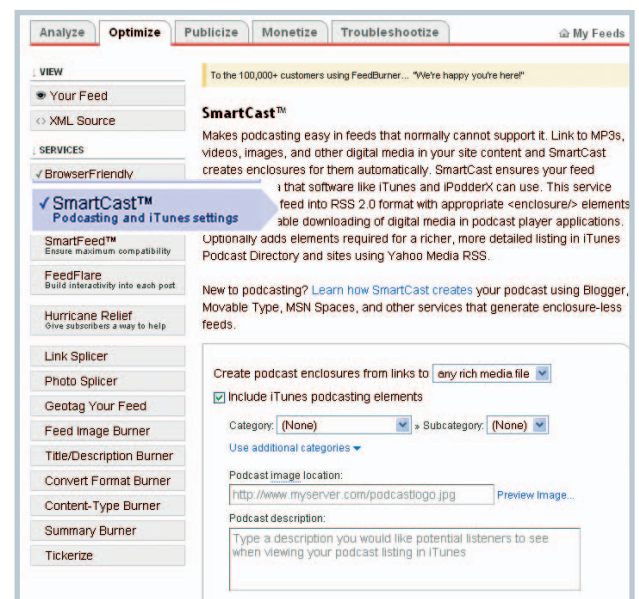 Analyze Optimize Publicize Monetize Troubleshootize My Feeds
VIEW
Your Feed
<> XML Source
SERVICES
✓BrowserFriendly
✓SmartCast™
Podcasting and iTunes settings
SmartFeed™
Ensure maximum compatibility
FeedFlare
Build interactivity into each post
Hurricane Relief
Give subscribers a way to help
Link Splicer
Photo Splicer
Geotag Your Feed
Feed Image Burner
Title/Description Burner
Convert Format Burner
Content-Type Burner
Summary Burner
Tickerize
To the 100,000+ customers using FeedBurner... "We're happy you're here!"
SmartCast™
Makes podcasting easy in feeds that normally cannot support it. Link to MP3s,
videos, images, and other digital media in your site content and SmartCast
creates enclosures for them automatically. SmartCast ensures your feed
a that software like iTunes and iPodderX can use. This service
feed into RSS 2.0 format with appropriate <enclosure/> elements
able downloading of digital media in podcast player applications.
Optionally adds elements required for a richer, more detailed listing in iTunes
Podcast Directory and sites using Yahoo Media RSS.
New to podcasting? Learn how SmartCast creates your podcast using Blogger,
Movable Type, MSN Spaces, and other services that generate enclosure-less
feeds.
Create podcast enclosures from links to any rich media file
Include iTunes podcasting elements
Category: (None) » Subcategory: (None)
Use additional categories
Podcast image location:
http://www.myserver.com/podcastlogo.jpg Preview Image...
Podcast description:
Type a description you would like potential listeners to see
when viewing your podcast listing in iTunes